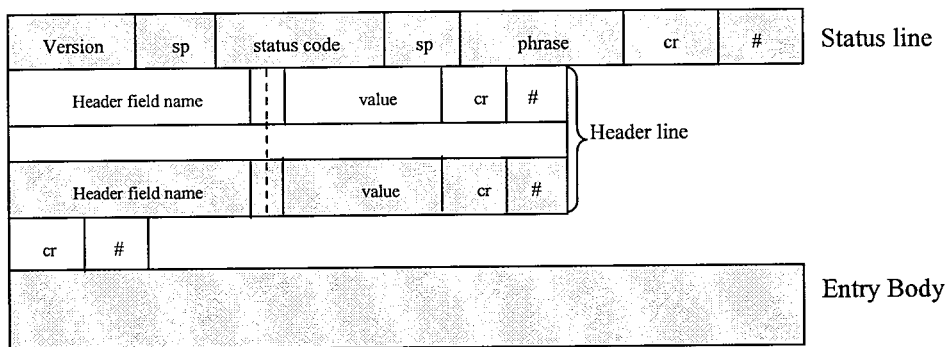 Version sp status code sp phrase cr # Status line
Header field name value cr #
Header line
Header field name value cr #
cr #
Entry Body